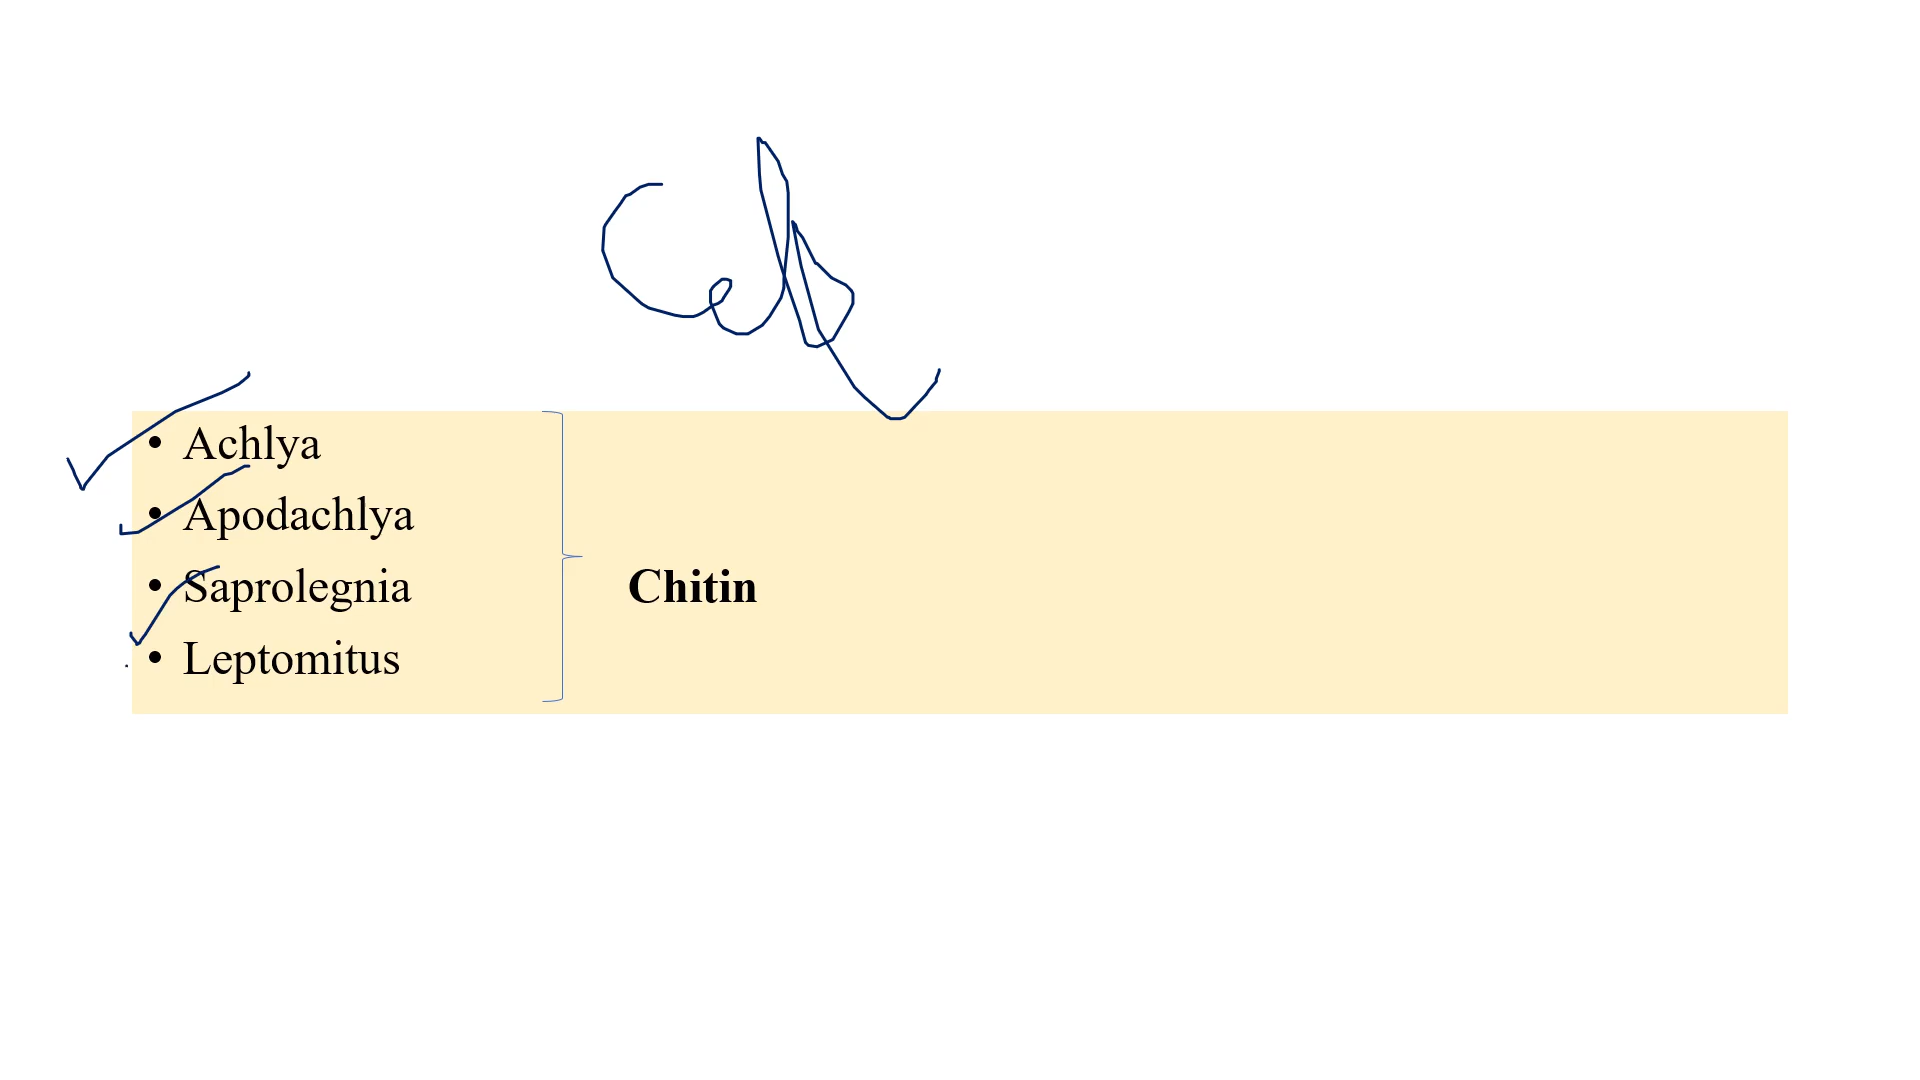 • Achlya
• Apodachlya
• Saprolegnia
• Leptomitus
Chitin